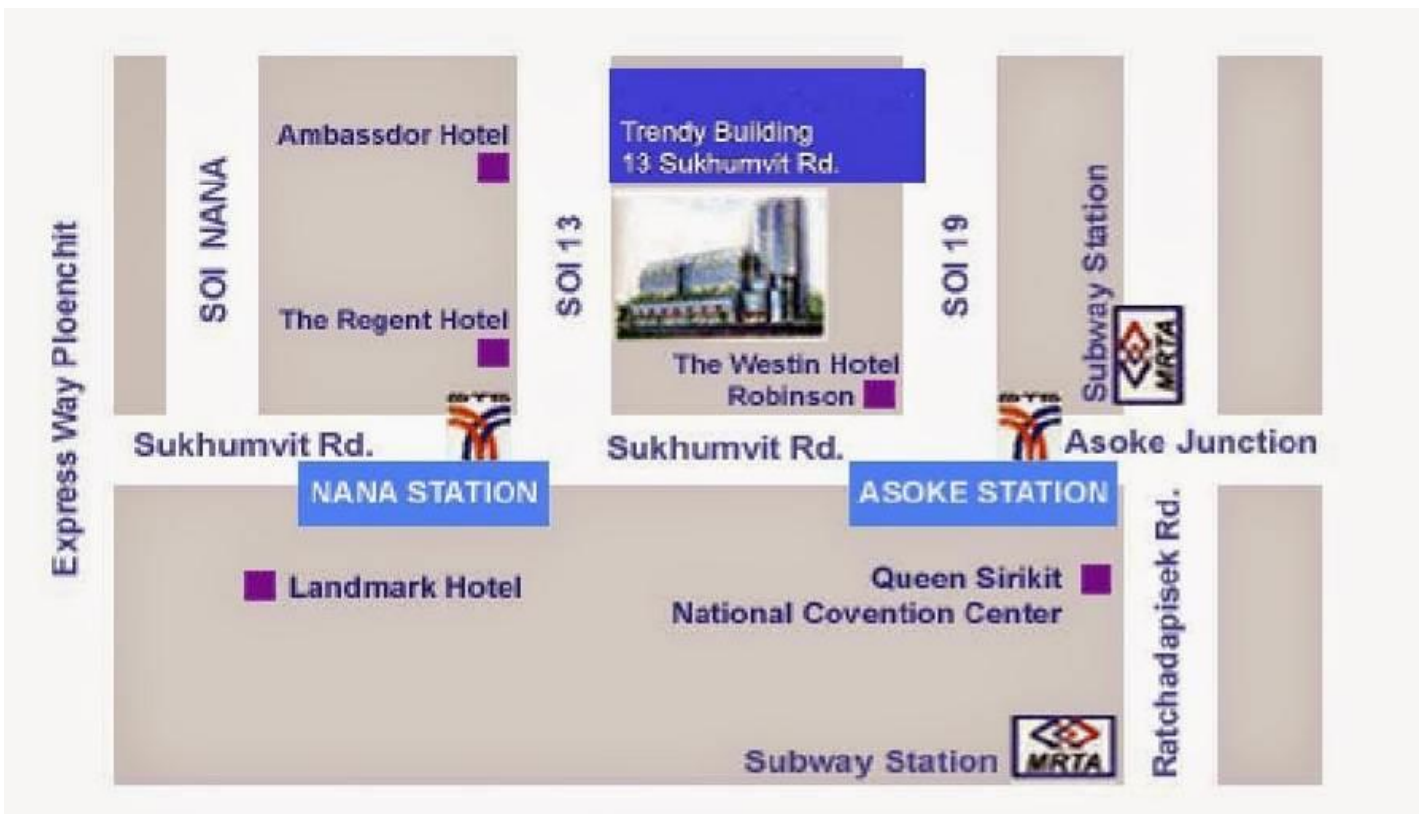 Ambassdor Hotel
The Regent Hotel
SOI NANA
Express Way Ploenchit
SOI 13
Trendy Building
13 Sukhumvit Rd.
The Westin Hotel
Robinson
SOI 19
Subway Station
MRTA
Sukhumvit Rd.
Sukhumvit Rd.
Asoke Junction
NANA STATION
ASOKE STATION
Landmark Hotel
Queen Sirikit
National Covention Center
Ratchadapisek Rd.
Subway Station
MRTA